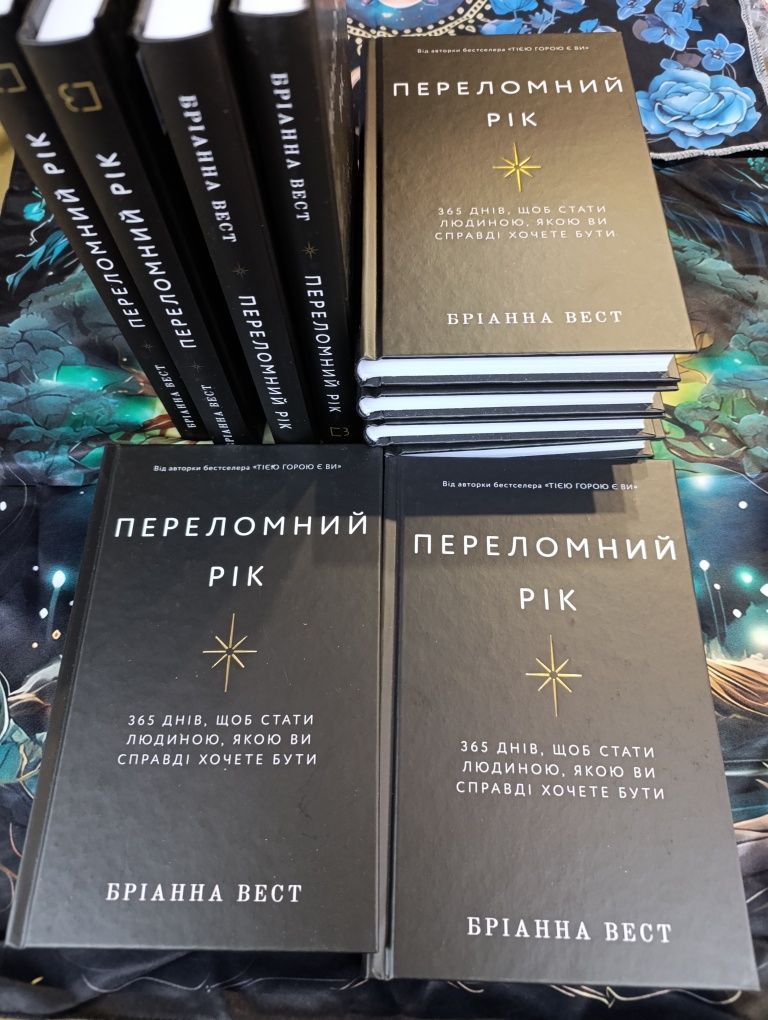 ПЕРЕЛОМНИЙ РІК БРІАННА ВЕСТ
ПЕРЕЛОМНИЙ РІК БРІАННА ВЕСТ
БРІАННА ВЕСТ ПЕРЕЛОМНИЙ РІК
БРІАННА ВЕСТ ПЕРЕЛОМНИЙ РІК
Від авторки бестселера «ТІЄЮ ГОРОЮ Є ВИ»
ПЕРЕЛОМНИЙ
РІК
365 ДНІВ, ЩОБ СТАТИ
ЛЮДИНОЮ, ЯКОЮ ВИ
СПРАВДІ ХОЧЕТЕ БУТИ
БРІАННА ВЕСТ
Від авторки бестселера «ТІЄЮ ГОРОЮ Є ВИ»
ПЕРЕЛОМНИЙ
РІК
365 ДНІВ, ЩОБ СТАТИ
ЛЮДИНОЮ, ЯКОЮ ВИ
СПРАВДІ ХОЧЕТЕ БУТИ
БРІАННА ВЕСТ
Від авторки бестселера «ТІЄЮ ГОРОЮ Є ВИ»
ПЕРЕЛОМНИЙ
РІК
365 ДНІВ, ЩОБ СТАТИ
ЛЮДИНОЮ, ЯКОЮ ВИ
СПРАВДІ ХОЧЕТЕ БУТИ
БРІАННА ВЕСТ